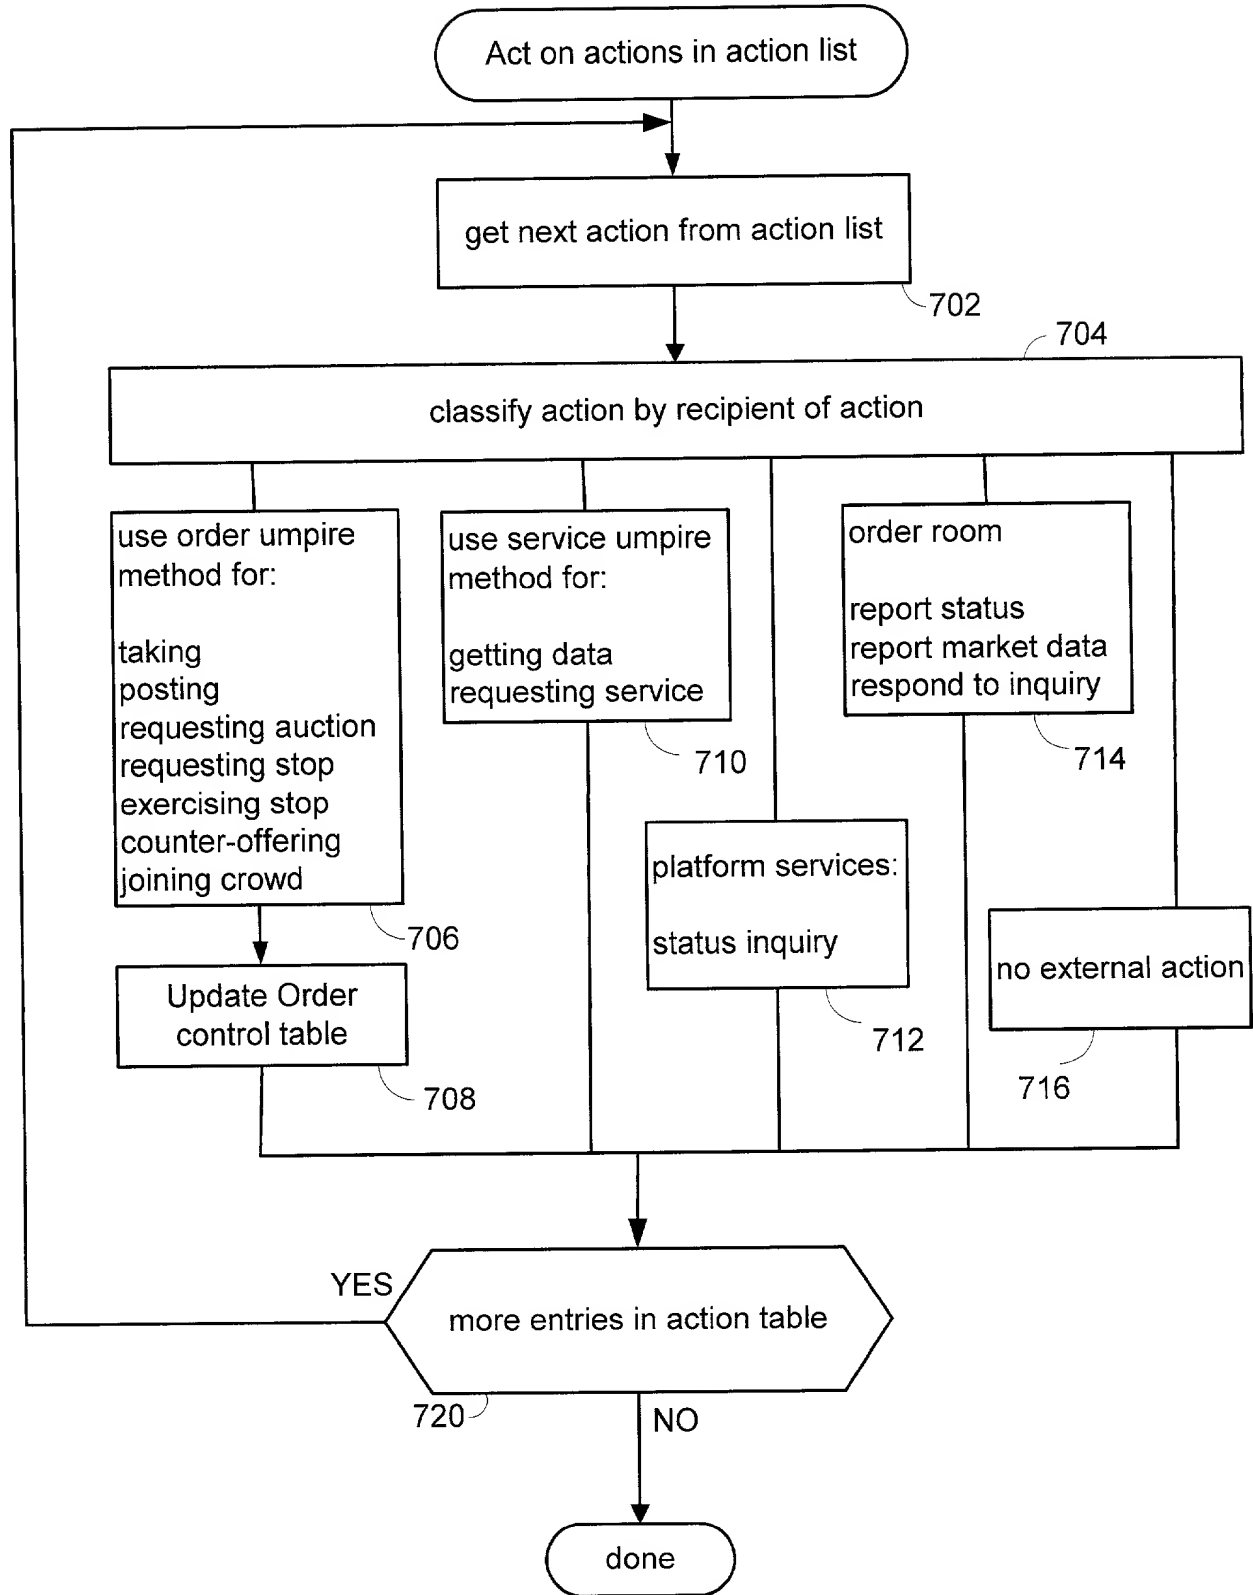 Act on actions in action list
get next action from action list
702
704
classify action by recipient of action
use order umpire
method for:
taking
posting
requesting auction
requesting stop
exercising stop
counter-offering
joining crowd
706
Update Order
control table
708
use service umpire
method for:
getting data
requesting service
710
platform services:
status inquiry
712
order room
report status
report market data
respond to inquiry
714
no external action
716
YES
more entries in action table
720
NO
done